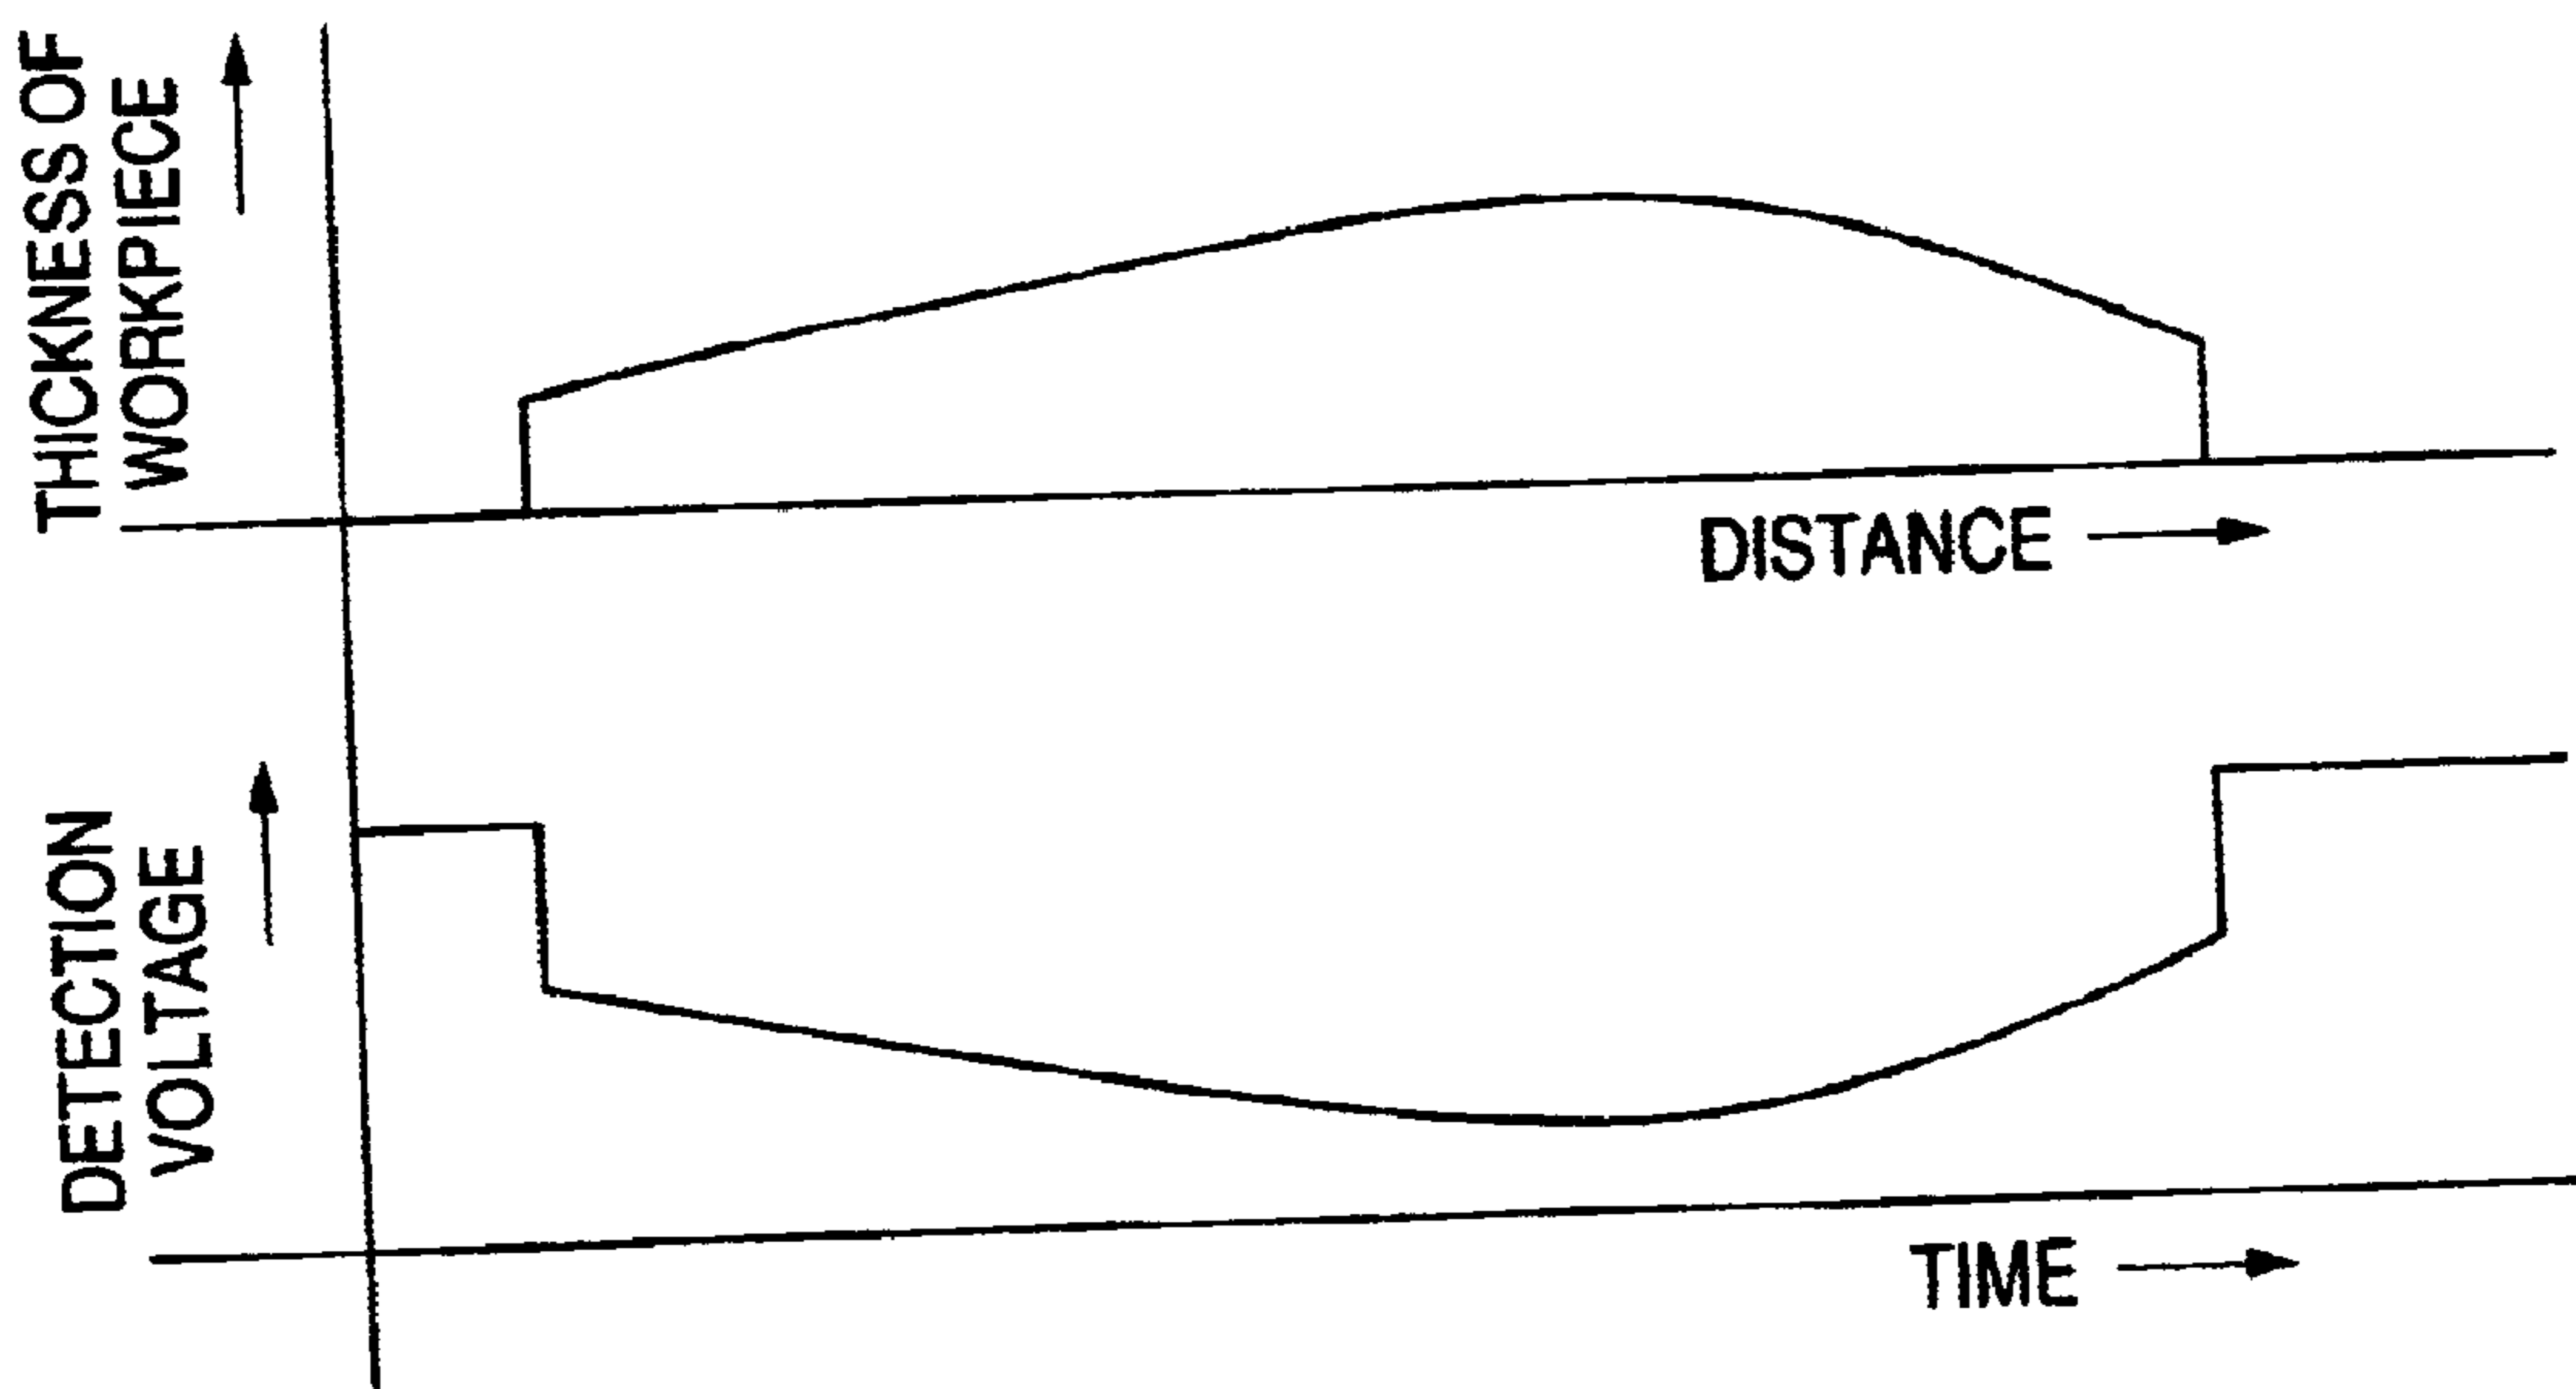 THICKNESS OF
WORKPIECE
DISTANCE
DETECTION
VOLTAGE
TIME